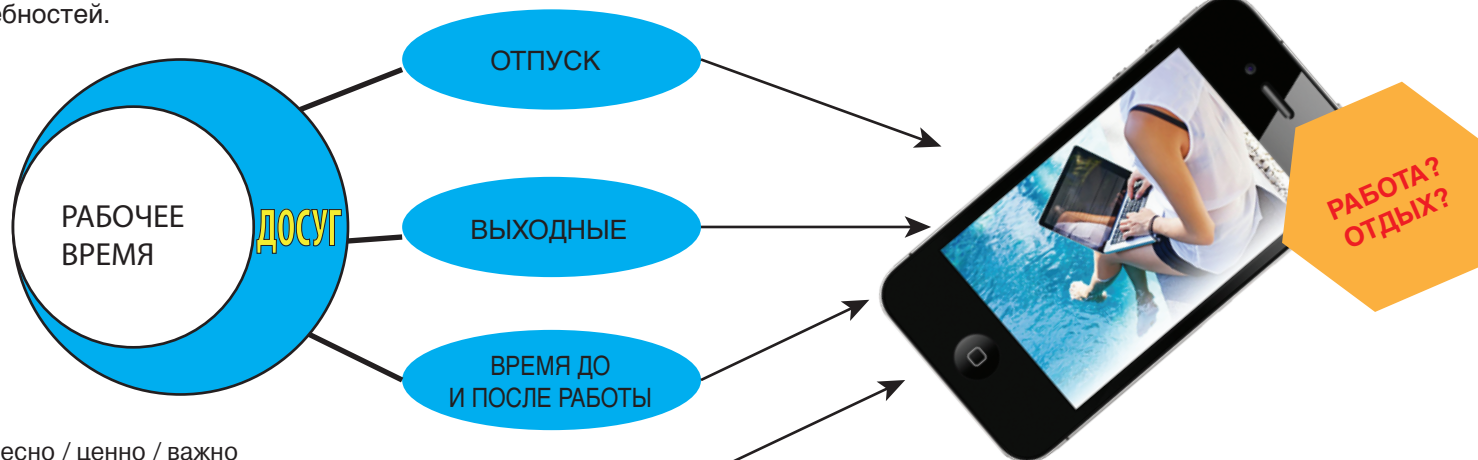 ебностей.
ОТПУСК
РАБОЧЕЕ
ВРЕМЯ
ДОСУГ
ВЫХОДНЫЕ
РАБОТА?
ОТДЫХ?
ВРЕМЯ ДО
И ПОСЛЕ РАБОТЫ
есно / ценно / важно